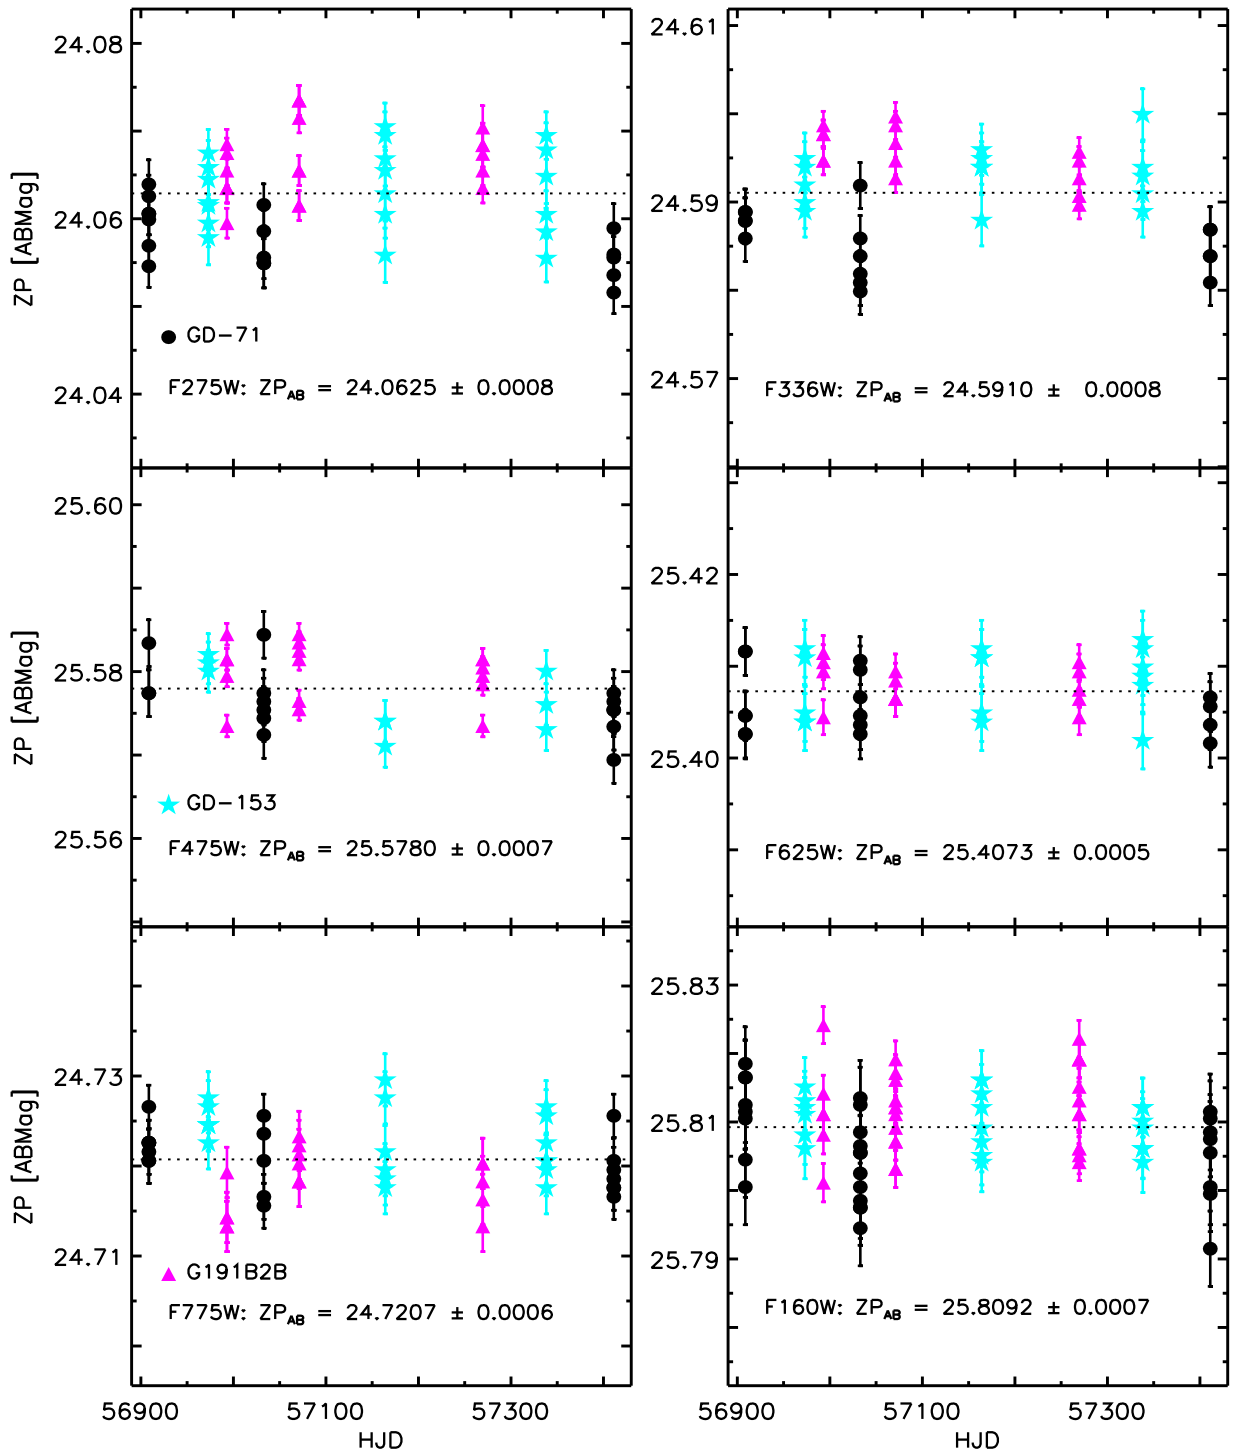 24.08
24.06
24.04
ZP [ABMag]
GD-71
F275W: ZP_AB = 24.0625 ± 0.0008
24.61
24.59
24.57
F336W: ZP_AB = 24.5910 ± 0.0008
25.60
25.58
25.56
ZP [ABMag]
GD-153
F475W: ZP_AB = 25.5780 ± 0.0007
25.42
25.40
F625W: ZP_AB = 25.4073 ± 0.0005
24.73
24.71
ZP [ABMag]
G191B2B
F775W: ZP_AB = 24.7207 ± 0.0006
56900 57100 57300
HJD
25.83
25.81
25.79
F160W: ZP_AB = 25.8092 ± 0.0007
56900 57100 57300
HJD